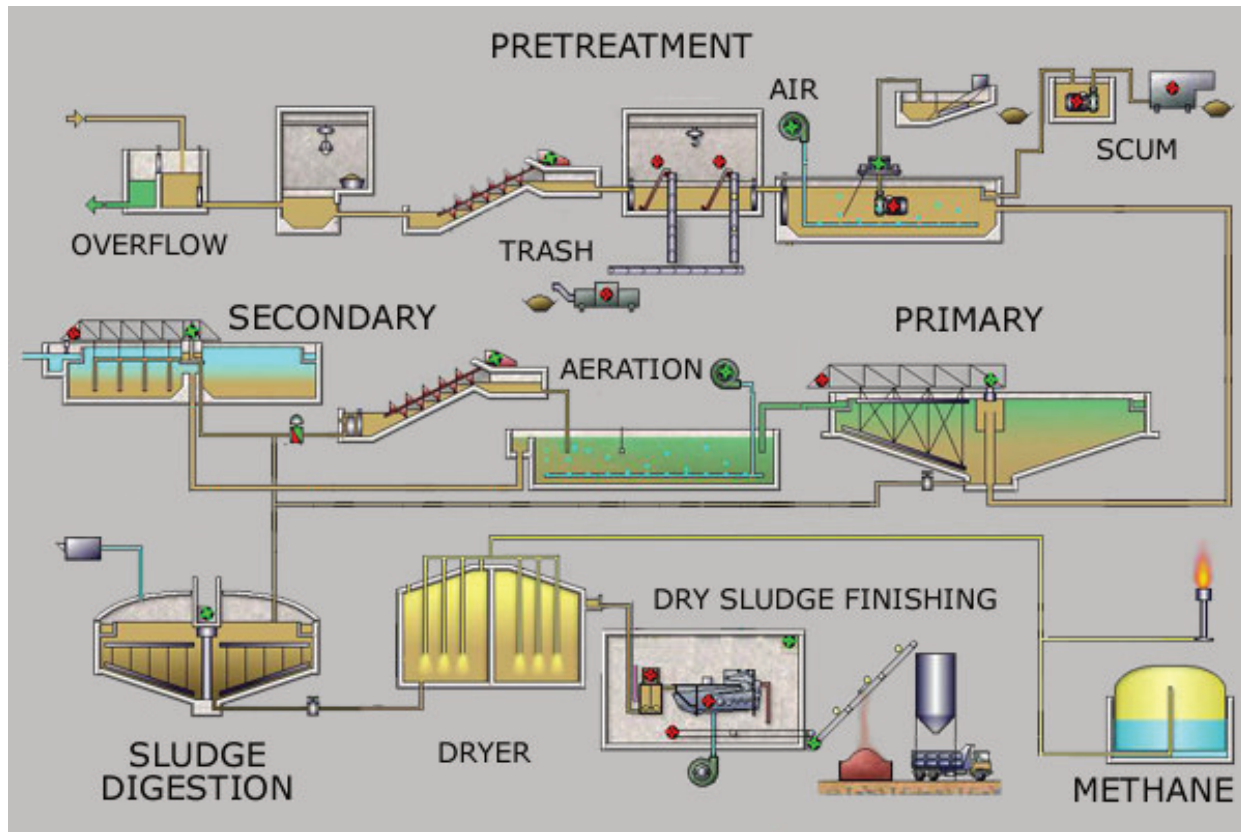 PRETREATMENT
AIR
SCUM
OVERFLOW
TRASH
SECONDARY
PRIMARY
AERATION
DRY SLUDGE FINISHING
SLUDGE
DIGESTION
DRYER
METHANE